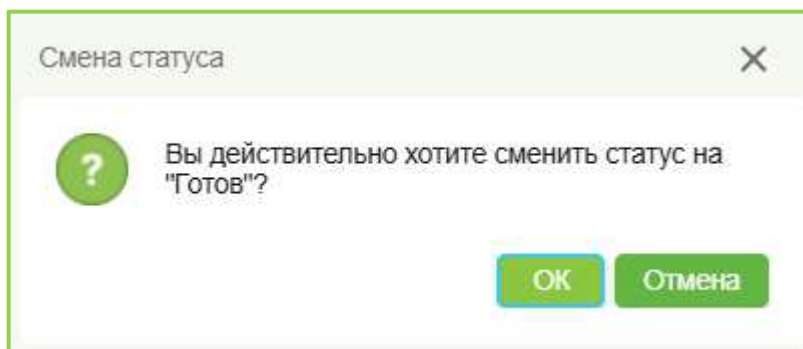 Смена статуса
?
Вы действительно хотите сменить статус на
"Готов"?
ОК
Отмена